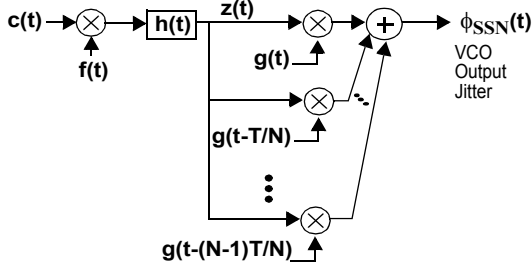 c(t)
f(t)
h(t)
z(t)
g(t)
g(t-T/N)
g(t-(N-1)T/N)
ϕSSN(t)
VCO
Output
Jitter